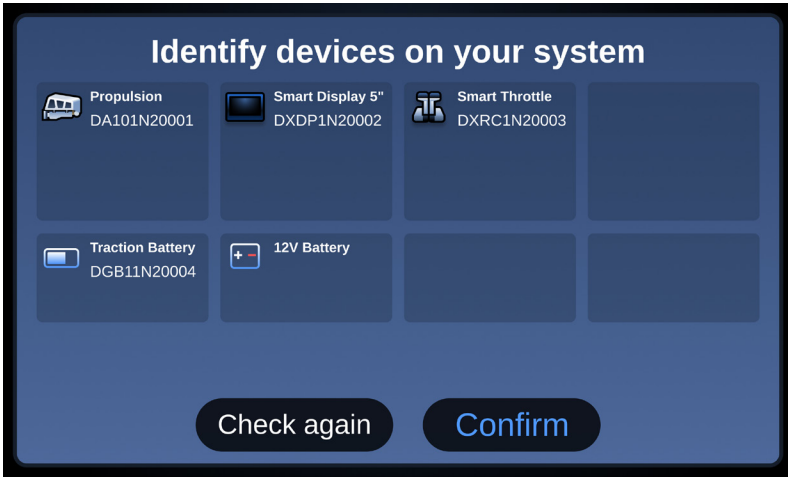 Identify devices on your system
Propulsion
DA101N20001
Smart Display 5"
DXDP1N20002
Smart Throttle
DXRC1N20003
Traction Battery
DGB11N20004
12V Battery
Check again
Confirm